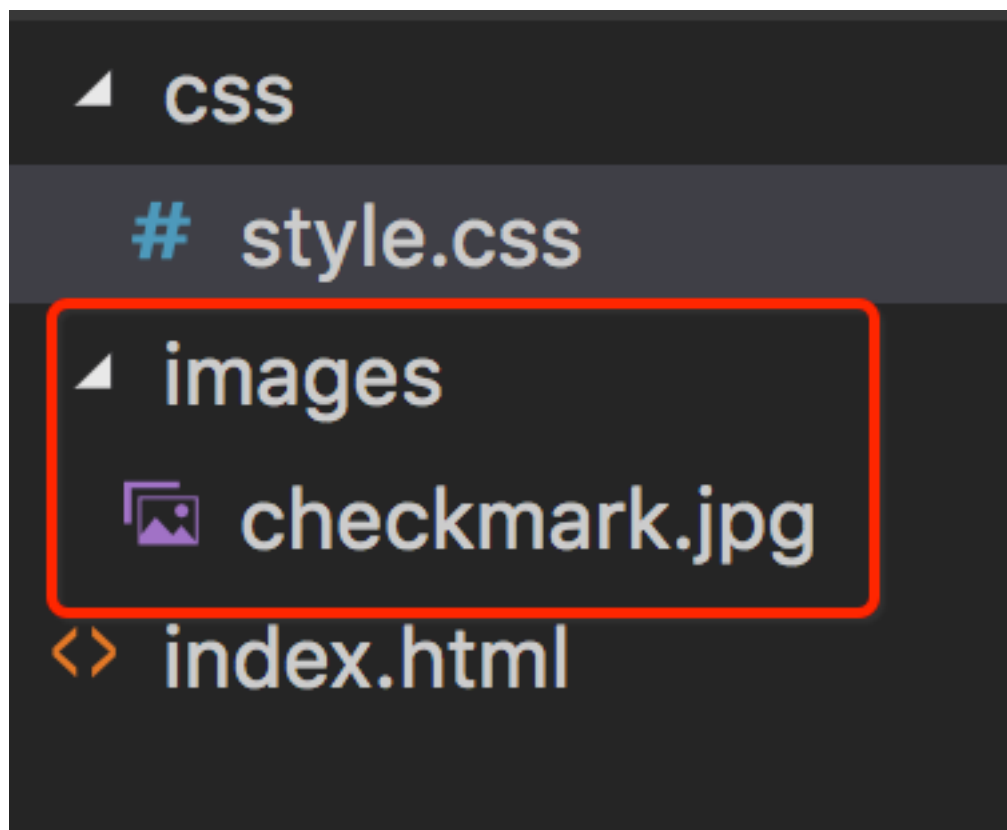 css
# style.css
images
checkmark.jpg
<> index.html